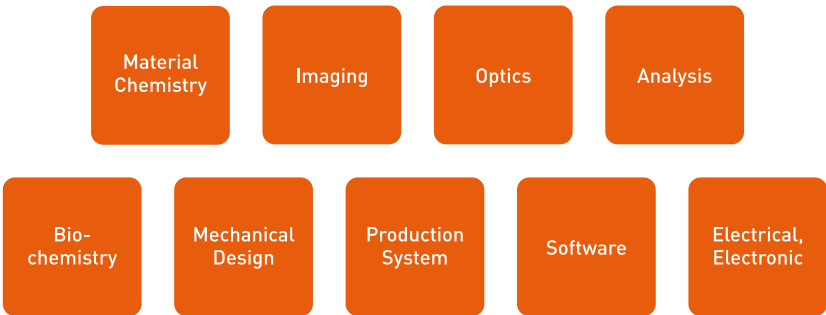 Material
Chemistry
Imaging
Optics
Analysis
Bio-
chemistry
Mechanical
Design
Production
System
Software
Electrical,
Electronic